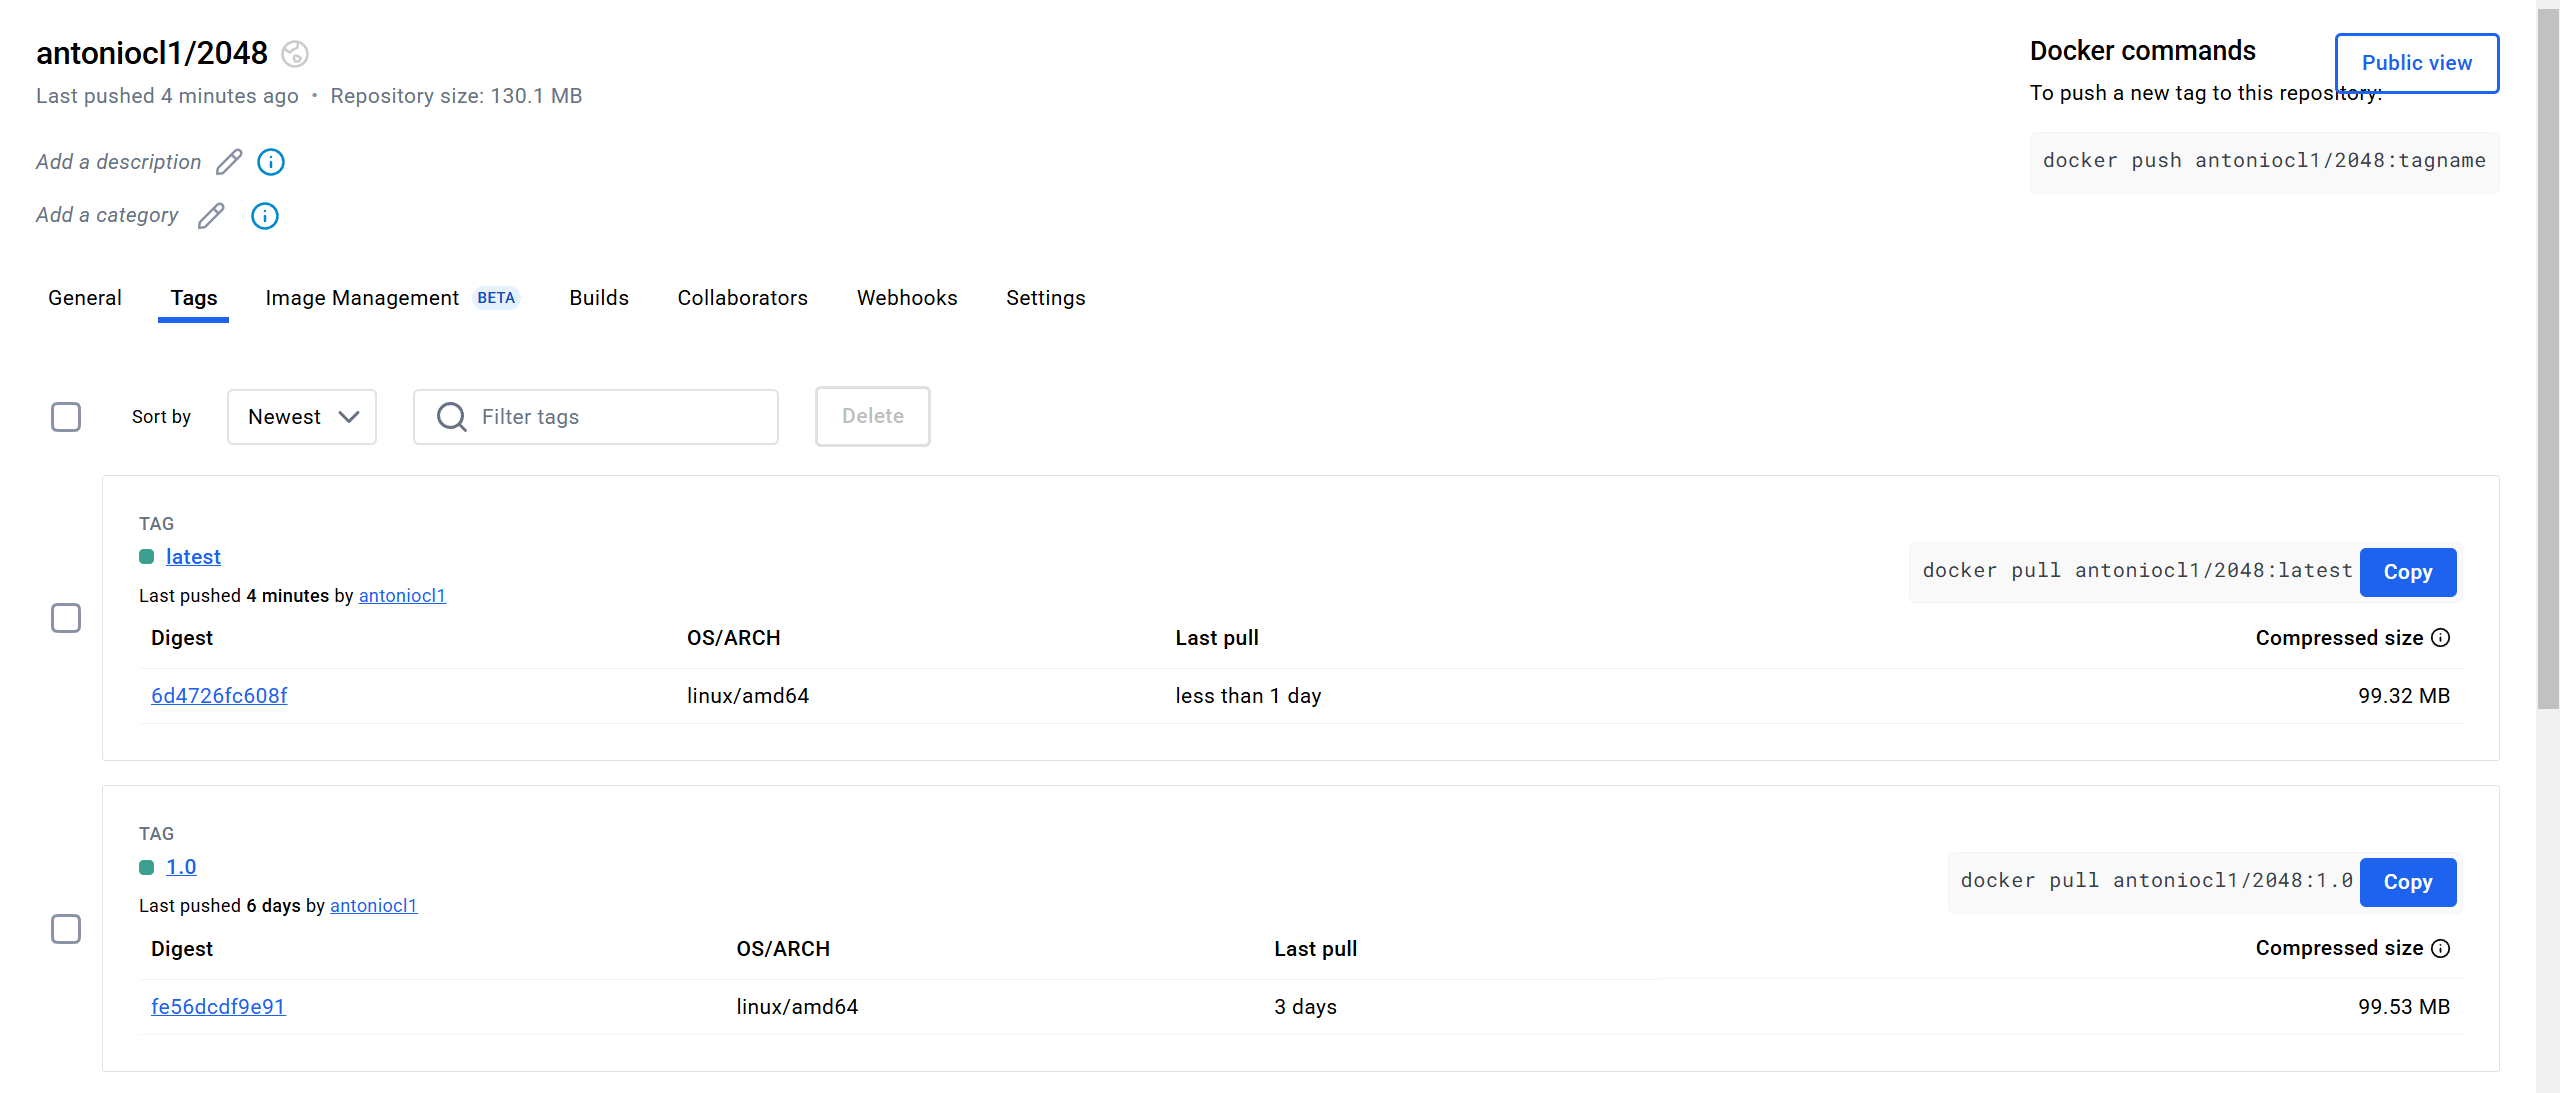 antoniocl1/2048
Last pushed 4 minutes ago • Repository size: 130.1 MB
Add a description
Add a category
Docker commands
Public view
To push a new tag to this repository:
docker push antoniocl1/2048:tagname
General Tags Image Management BETA Builds Collaborators Webhooks Settings
Sort by Newest Filter tags Delete
TAG
latest
Last pushed 4 minutes by antoniocl1
docker pull antoniocl1/2048:latest Copy
Digest OS/ARCH Last pull Compressed size
6d4726fc608f linux/amd64 less than 1 day 99.32 MB
TAG
1.0
Last pushed 6 days by antoniocl1
docker pull antoniocl1/2048:1.0 Copy
Digest OS/ARCH Last pull Compressed size
fe56dcdf9e91 linux/amd64 3 days 99.53 MB